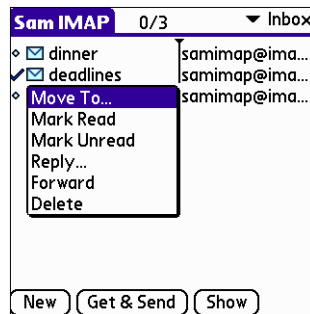 Sam IMAP 0/3 Inbox
dinner samimap@ima...
deadlines samimap@ima...
samimap@ima...
Move To...
Mark Read
Mark Unread
Reply...
Forward
Delete
New Get & Send Show